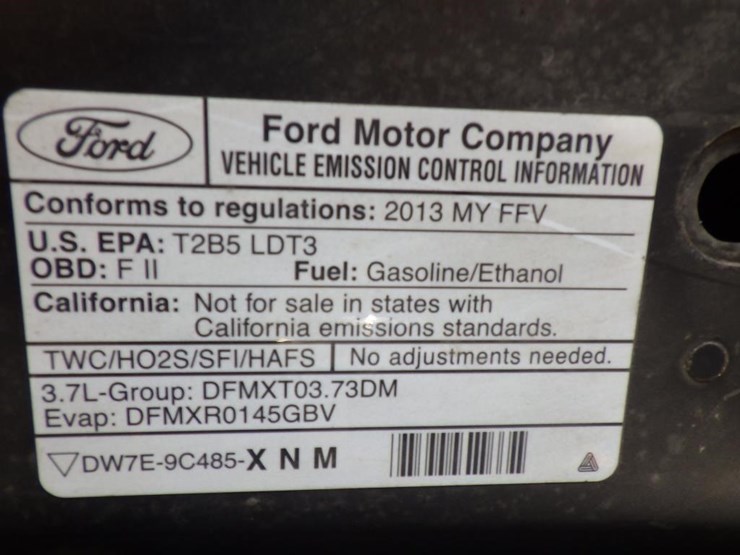 Ford
Ford Motor Company
VEHICLE EMISSION CONTROL INFORMATION
Conforms to regulations: 2013 MY FFV
U.S. EPA: T2B5 LDT3
OBD: F II Fuel: Gasoline/Ethanol
California: Not for sale in states with
California emissions standards.
TWC/HO2S/SFI/HAFS No adjustments needed.
3.7L-Group: DFMXT03.73DM
Evap: DFMXR0145GBV
DW7E-9C485-X N M